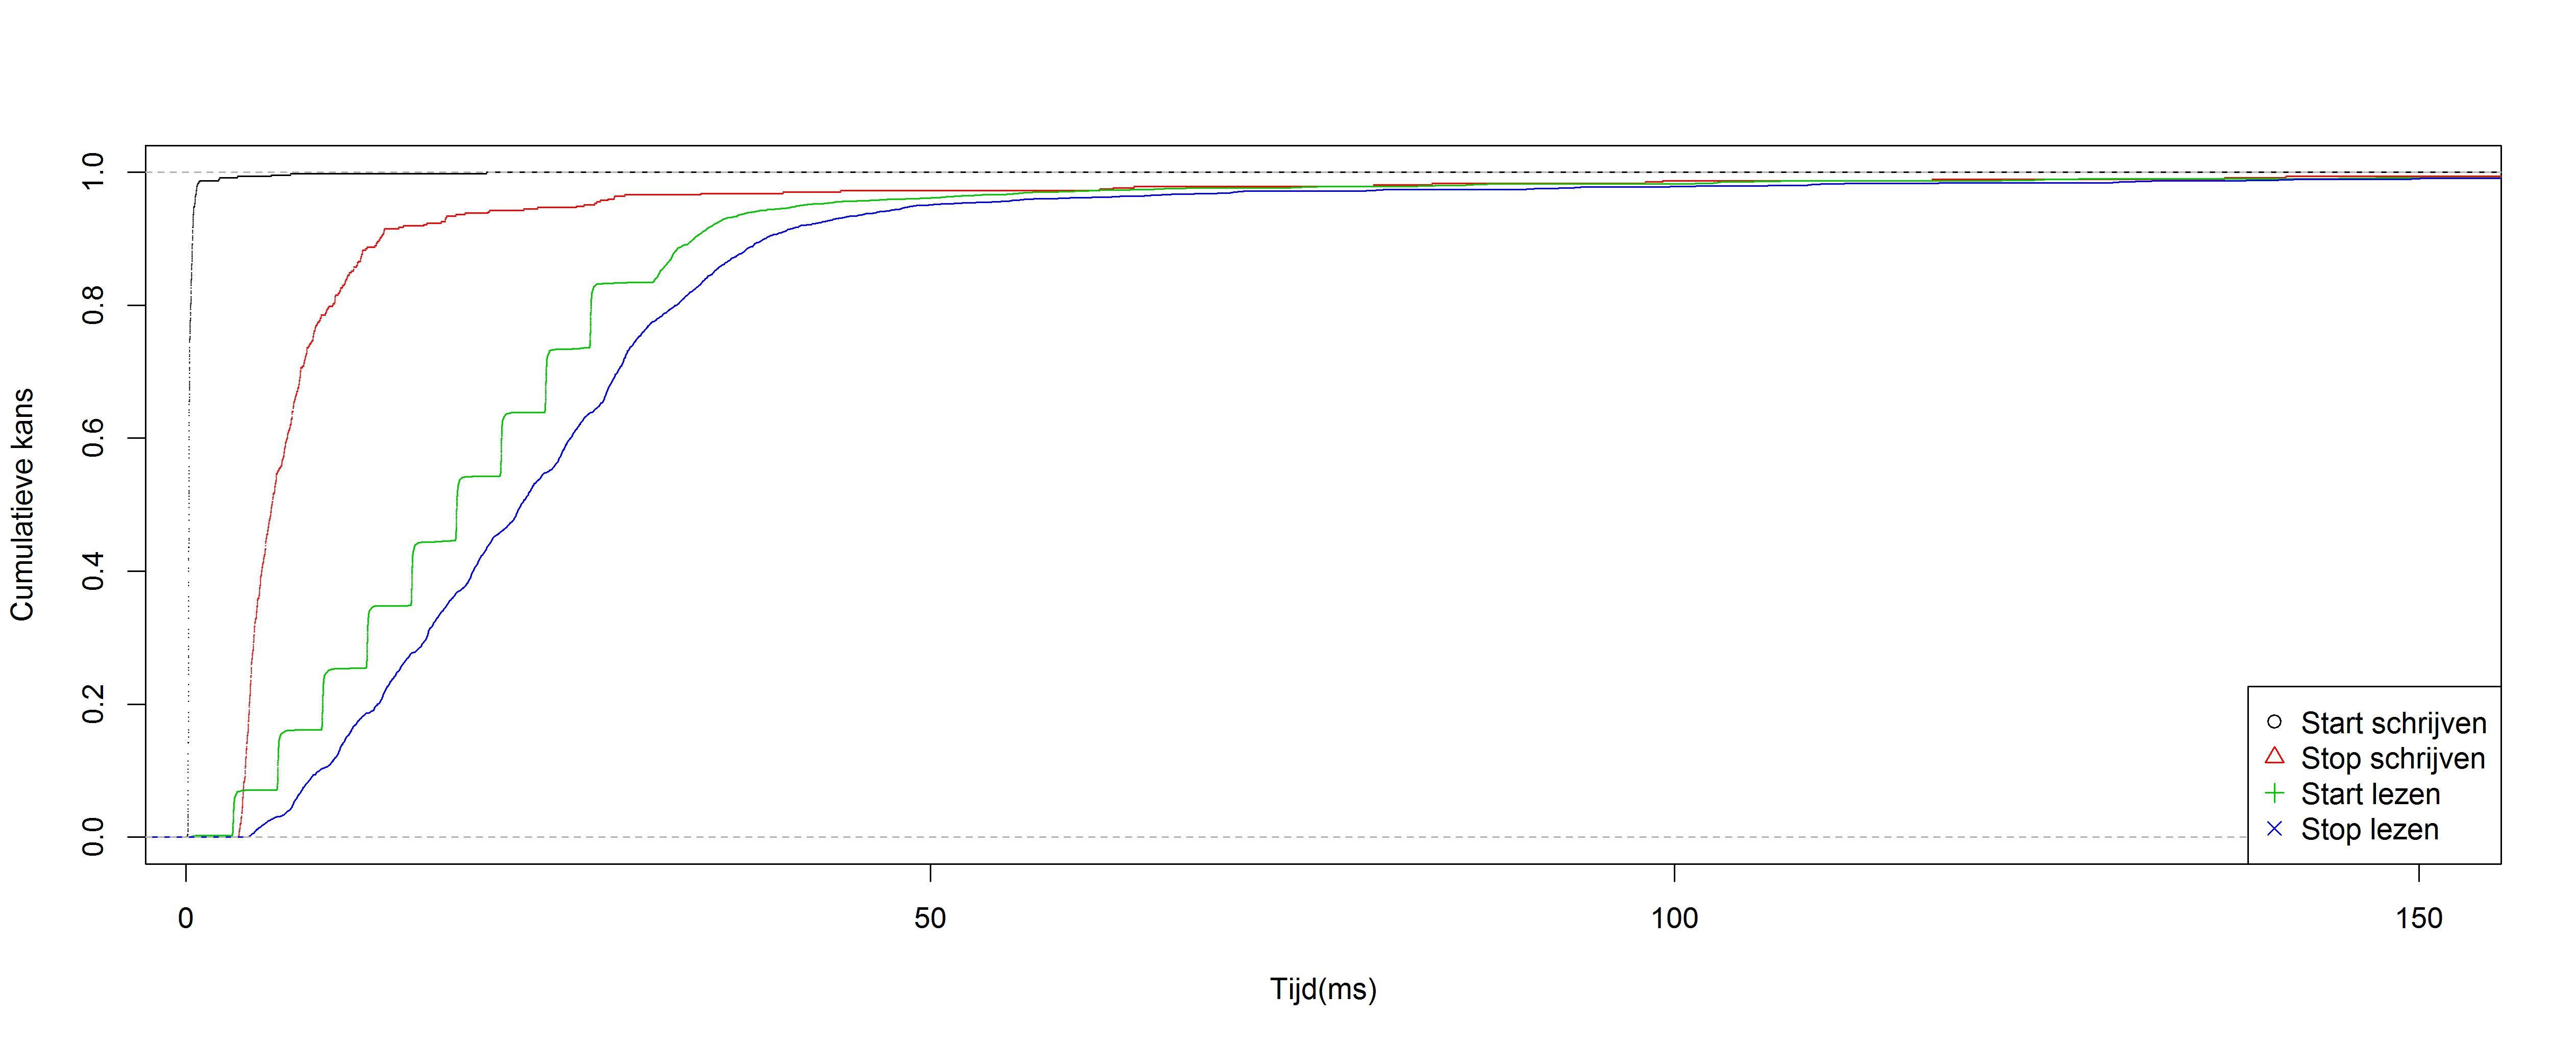 Cumulatieve kans
1.0
0.8
0.6
0.4
0.2
0.0
0
50
100
150
Tijd(ms)
Start schrijven
Stop schrijven
Start lezen
Stop lezen